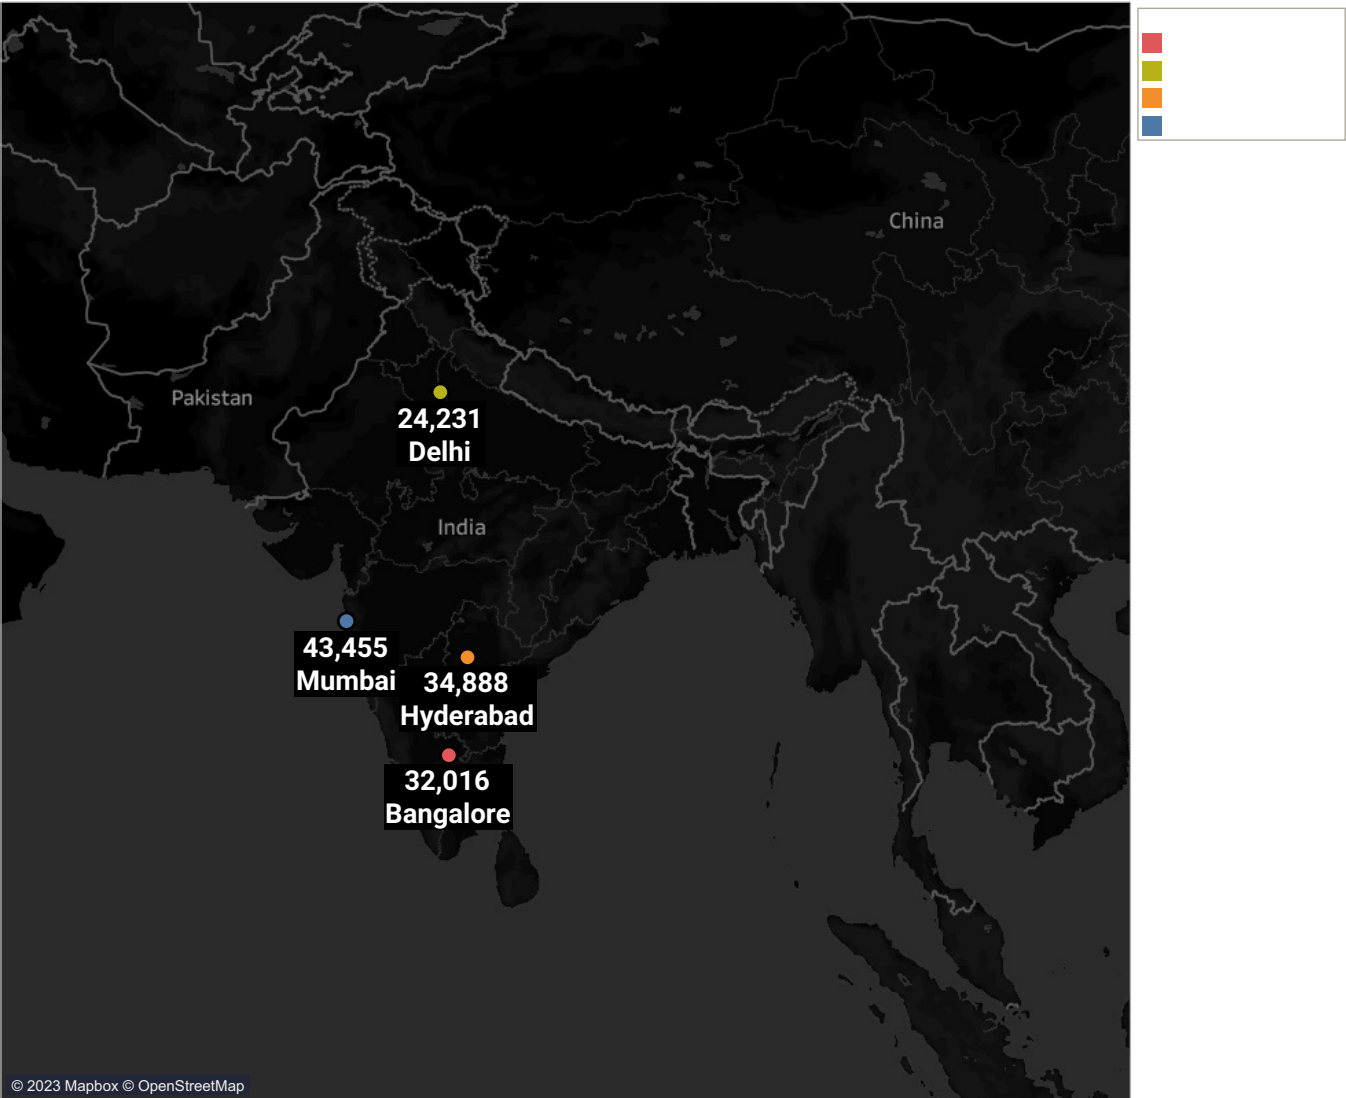 China
Pakistan
24,231
Delhi
India
43,455
Mumbai
34,888
Hyderabad
32,016
Bangalore
© 2023 Mapbox © OpenStreetMap